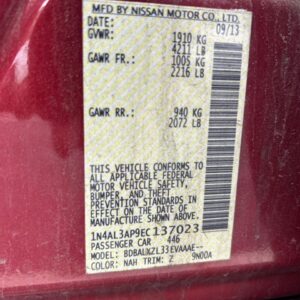 MFD BY NISSAN MOTOR CO., LTD.
DATE: 09/13
GVWR: 1910 KG
4211 LB
GAWR FR: 1005 KG
2216 LB
GAWR RR: 940 KG
2072 LB
THIS VEHICLE CONFORMS TO ALL
APPLICABLE U.S. FEDERAL
MOTOR VEHICLE SAFETY,
BUMPER, AND THEFT PREVENTION
STANDARDS IN EFFECT ON THE
DATE OF MANUFACTURE
SHOWN ABOVE.
1N4AL3AP9EC137023
PASSENGER CAR 446
MODEL:
COLOR: NAH TRIM: Z 9N00A